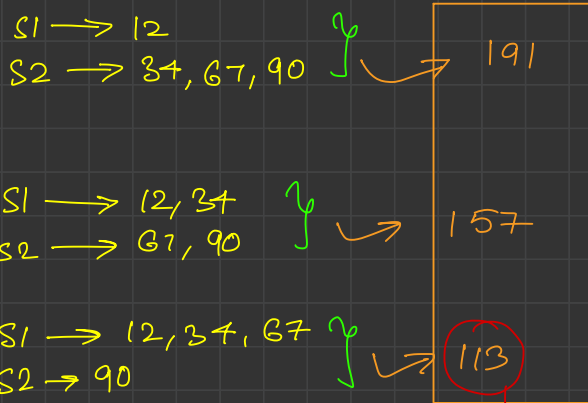 S1 → 12
S2 → 34, 67, 90
191
S1 → 12, 34
S2 → 67, 90
157
S1 → 12, 34, 67
S2 → 90
113